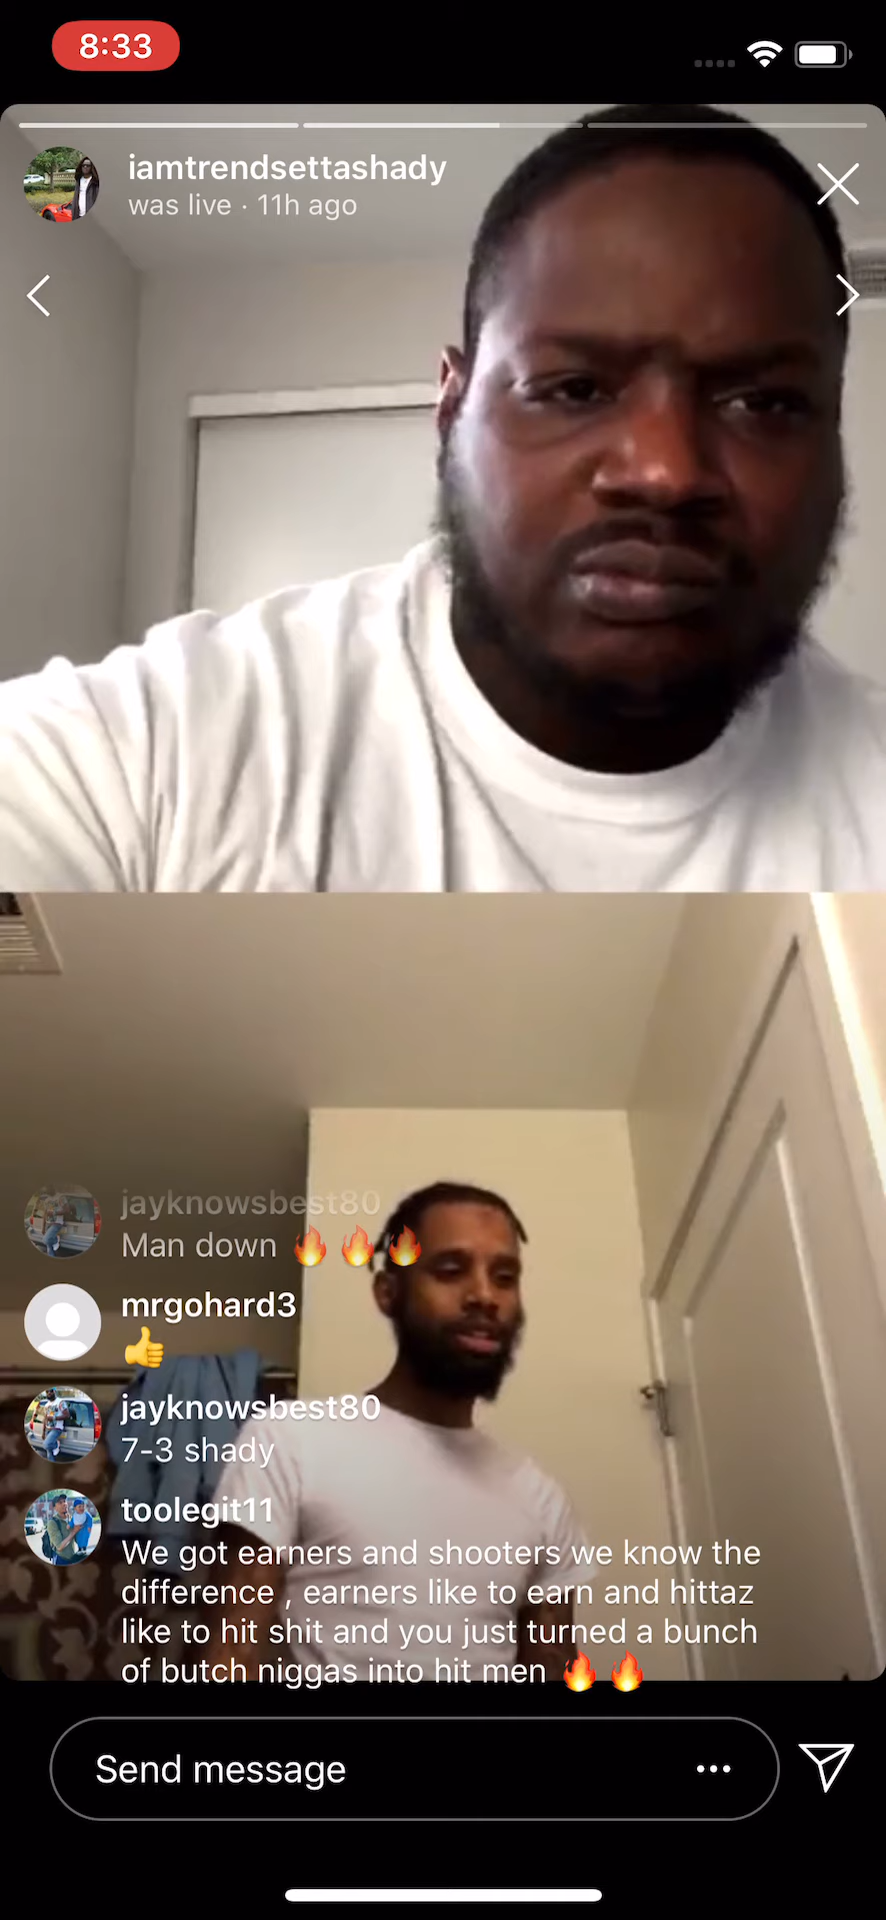 8:33
iamtrendsettashady
was live · 11h ago
jayknowsbest80
Man down 🔥🔥🔥
mrgohard3
👍
jayknowsbest80
7-3 shady
toolegit11
We got earners and shooters we know the
difference , earners like to earn and hittaz
like to hit shit and you just turned a bunch
of butch niggas into hit men 🔥🔥
Send message